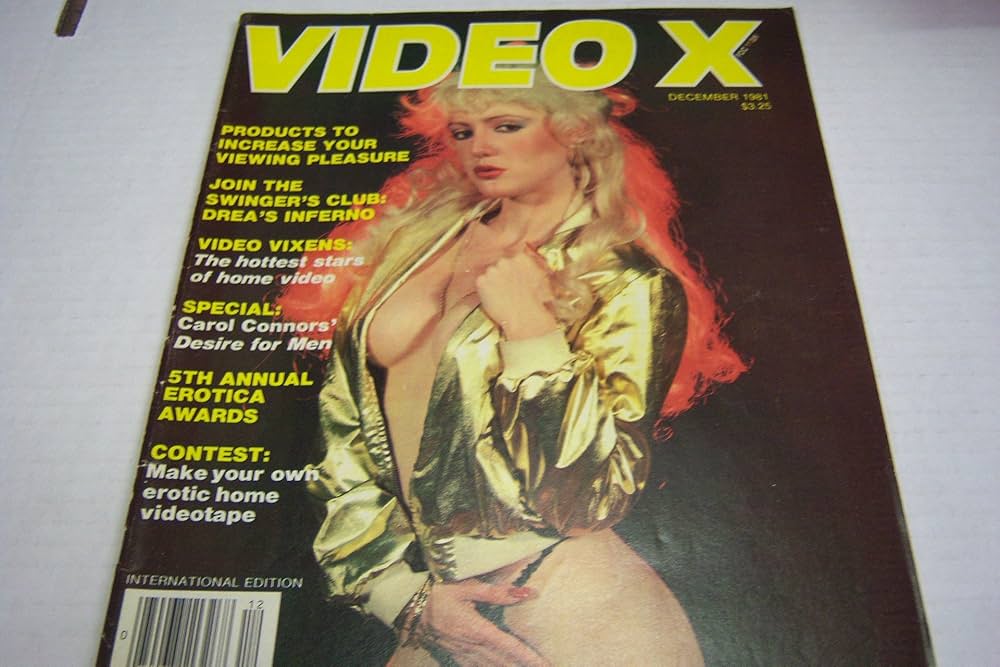 VIDEO X
DECEMBER 1981
$3.25
PRODUCTS TO
INCREASE YOUR
VIEWING PLEASURE
JOIN THE
SWINGER'S CLUB:
DREA'S INFERNO
VIDEO VIXENS:
The hottest stars
of home video
SPECIAL:
Carol Connors'
Desire for Men
5TH ANNUAL
EROTICA
AWARDS
CONTEST:
Make your own
erotic home
videotape
INTERNATIONAL EDITION
12
0